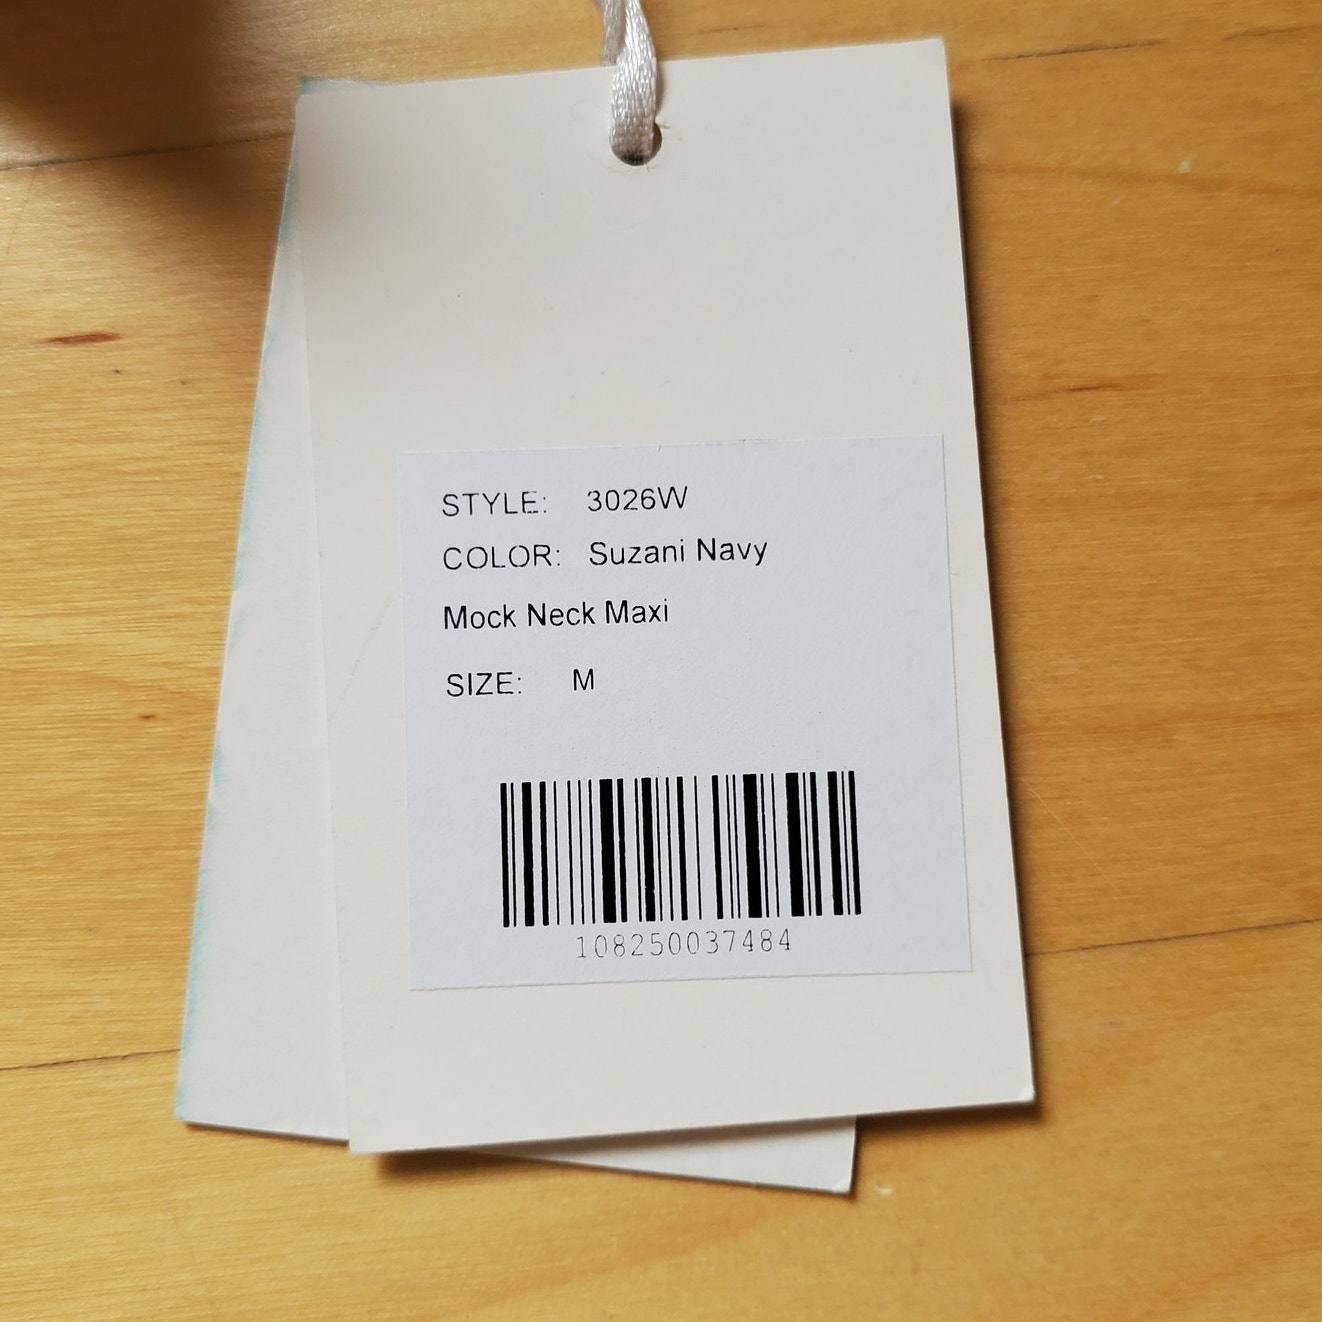 STYLE: 3026W
COLOR: Suzani Navy
Mock Neck Maxi
SIZE: M
108250037484